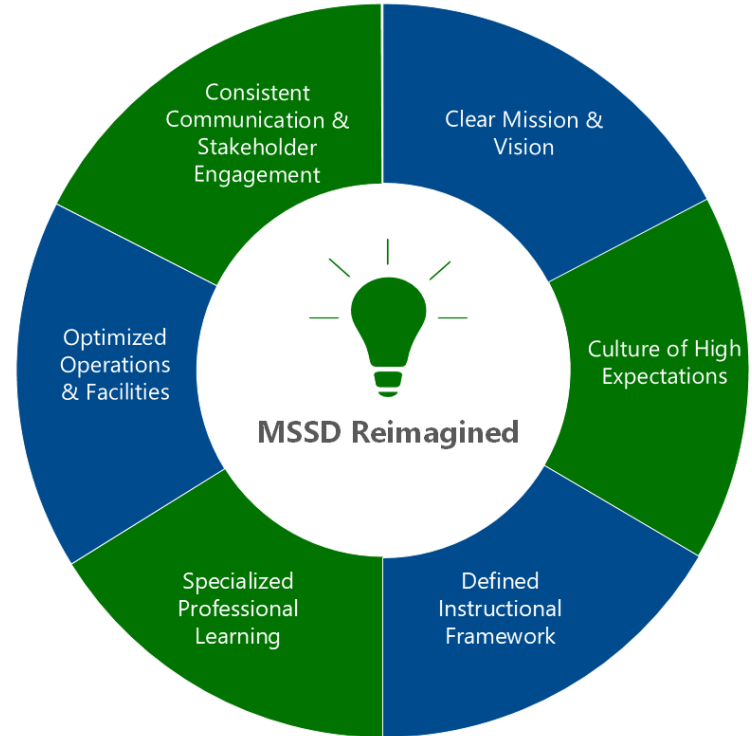 Consistent
Communication &
Stakeholder
Engagement
Clear Mission &
Vision
Optimized
Operations
& Facilities
Culture of High
Expectations
MSSD Reimagined
Specialized
Professional
Learning
Defined
Instructional
Framework